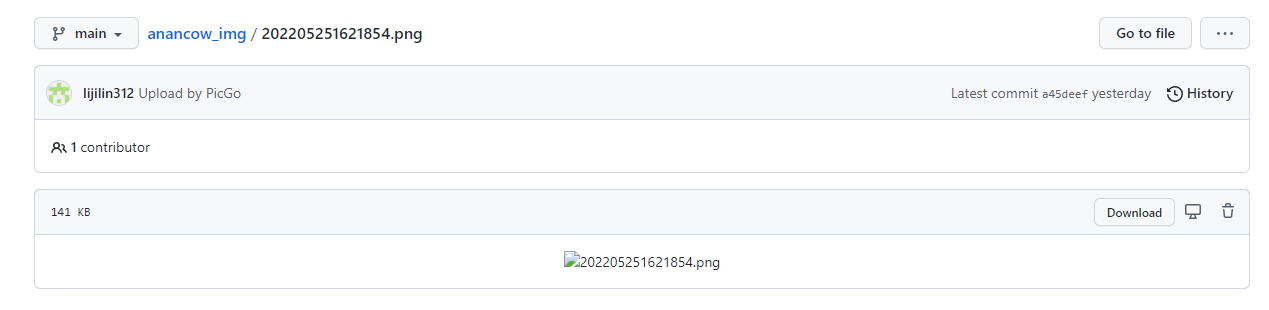 main
anancow_img / 202205251621854.png
Go to file
lijilin312 Upload by PicGo
Latest commit a45deef yesterday
History
1 contributor
141 KB
Download
202205251621854.png